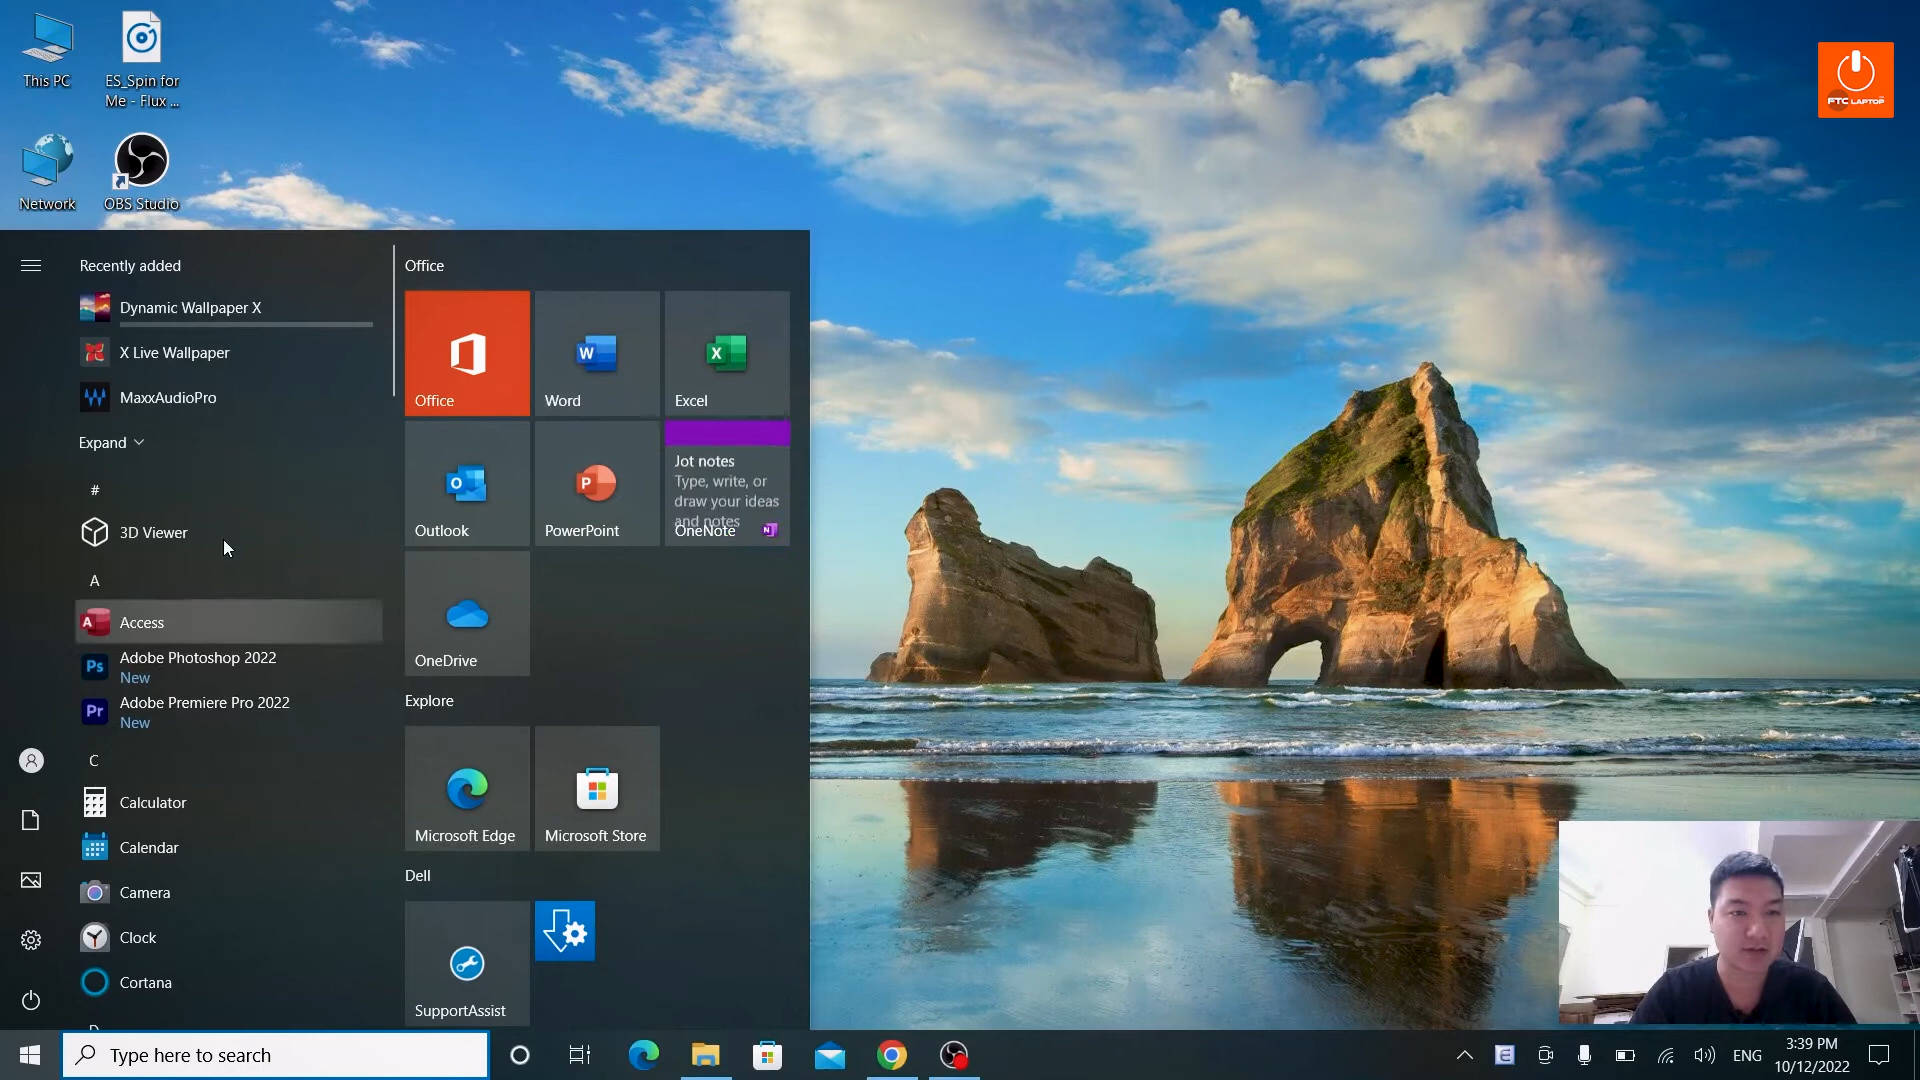 This PC
ES_Spin for
Me - Flux ...
Network
OBS Studio
FTC LAPTOP
Recently added
Dynamic Wallpaper X
X Live Wallpaper
MaxxAudioPro
Expand
#
3D Viewer
A
Access
Adobe Photoshop 2022
New
Adobe Premiere Pro 2022
New
C
Calculator
Calendar
Camera
Clock
Cortana
Office
Office
Word
Excel
Outlook
PowerPoint
Jot notes
Type, write, or
draw your ideas
and notes
OneNote
OneDrive
Explore
Microsoft Edge
Microsoft Store
Dell
SupportAssist
Type here to search
ENG
3:39 PM
10/12/2022